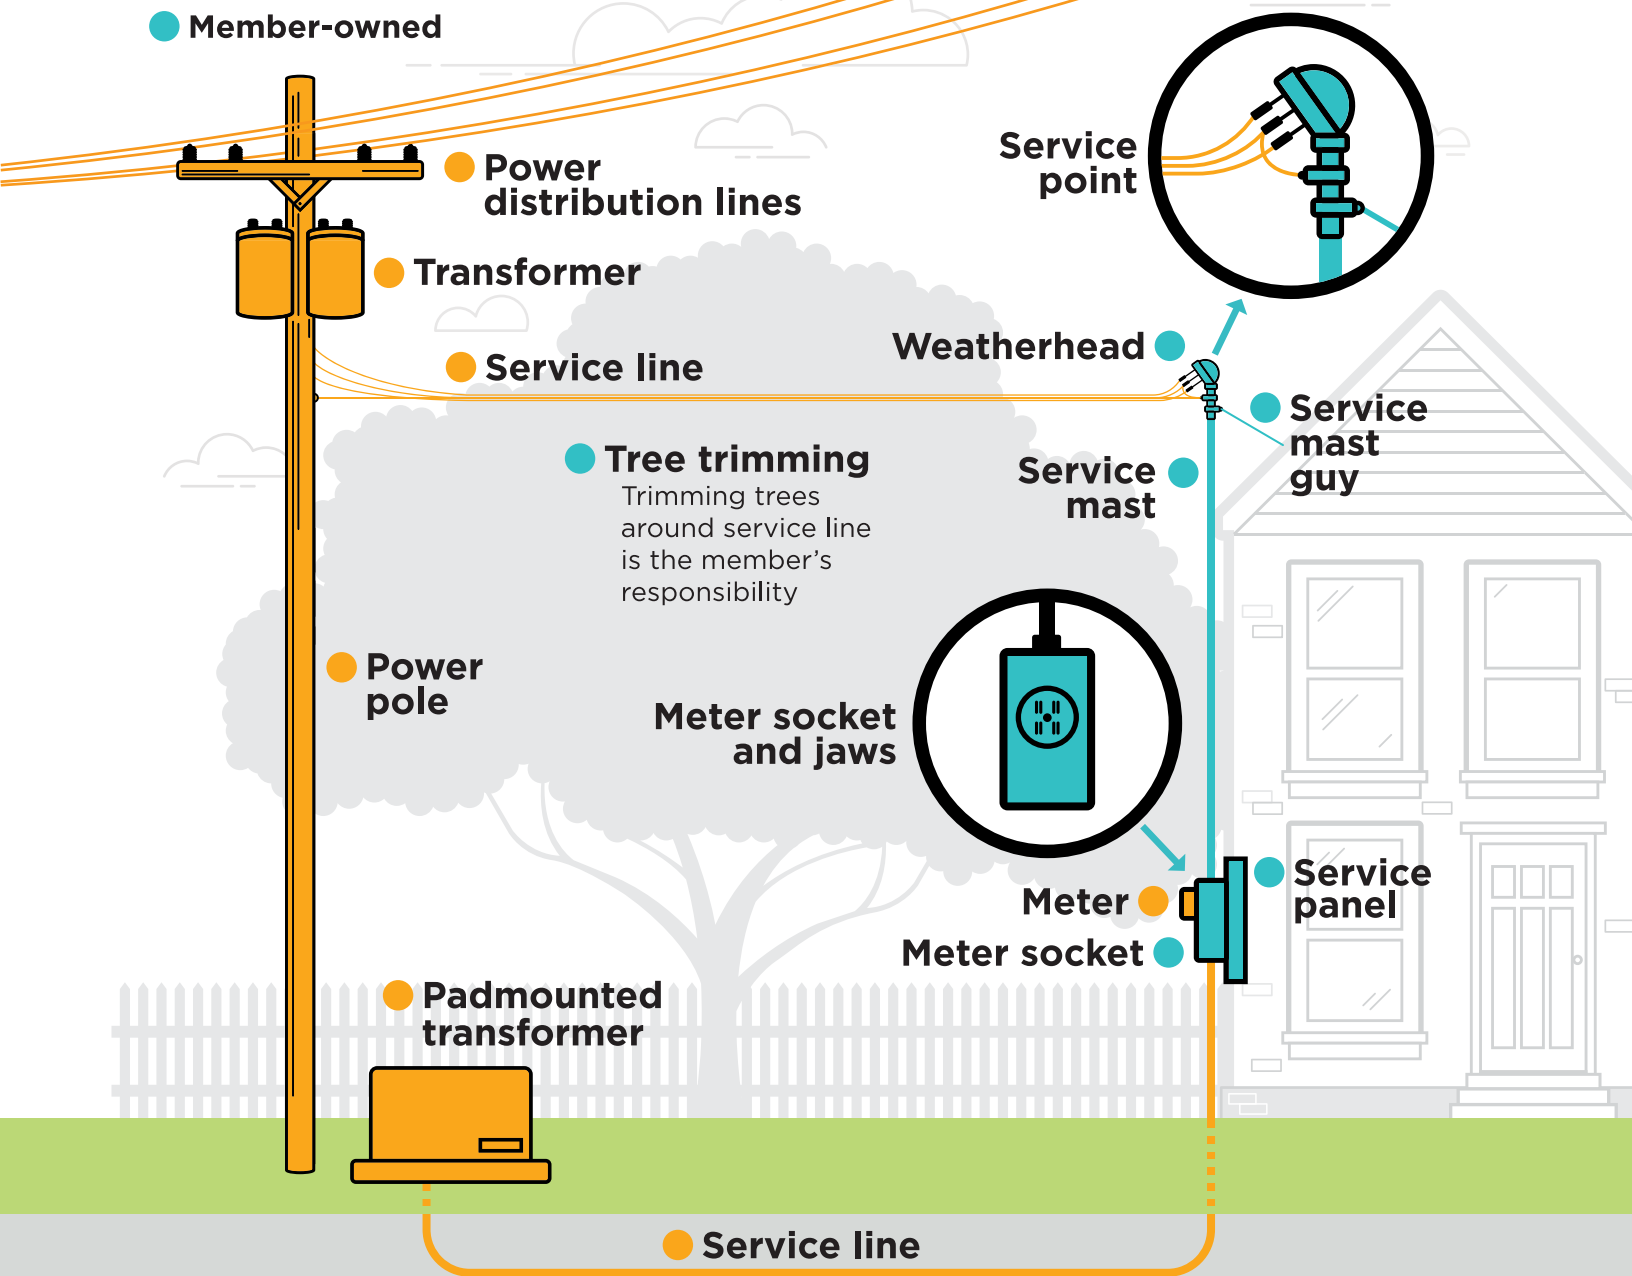 Member-owned
Power
distribution lines
Service
point
Transformer
Weatherhead
Service line
Service
mast
guy
Tree trimming
Trimming trees
around service line
is the member's
responsibility
Service
mast
Power
pole
Meter socket
and jaws
Service
panel
Meter
Meter socket
Padmounted
transformer
Service line